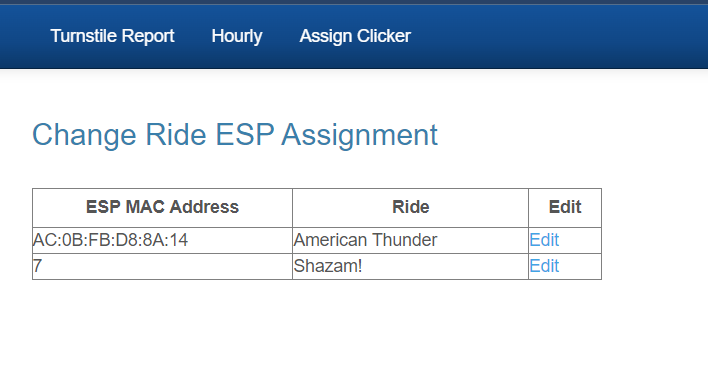 Turnstile Report Hourly Assign Clicker
Change Ride ESP Assignment
ESP MAC Address Ride Edit
AC:0B:FB:D8:8A:14 American Thunder Edit
7 Shazam! Edit